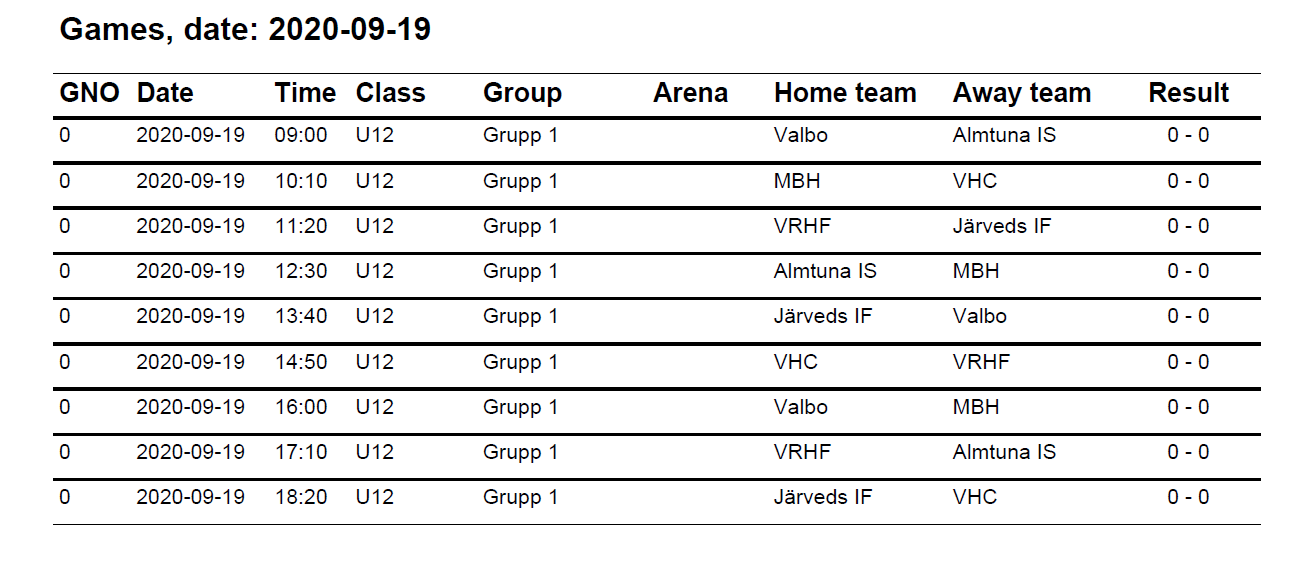 Games, date: 2020-09-19
GNO Date Time Class Group Arena Home team Away team Result
0 2020-09-19 09:00 U12 Grupp 1 Valbo Almtuna IS 0 - 0
0 2020-09-19 10:10 U12 Grupp 1 MBH VHC 0 - 0
0 2020-09-19 11:20 U12 Grupp 1 VRHF Järveds IF 0 - 0
0 2020-09-19 12:30 U12 Grupp 1 Almtuna IS MBH 0 - 0
0 2020-09-19 13:40 U12 Grupp 1 Järveds IF Valbo 0 - 0
0 2020-09-19 14:50 U12 Grupp 1 VHC VRHF 0 - 0
0 2020-09-19 16:00 U12 Grupp 1 Valbo MBH 0 - 0
0 2020-09-19 17:10 U12 Grupp 1 VRHF Almtuna IS 0 - 0
0 2020-09-19 18:20 U12 Grupp 1 Järveds IF VHC 0 - 0